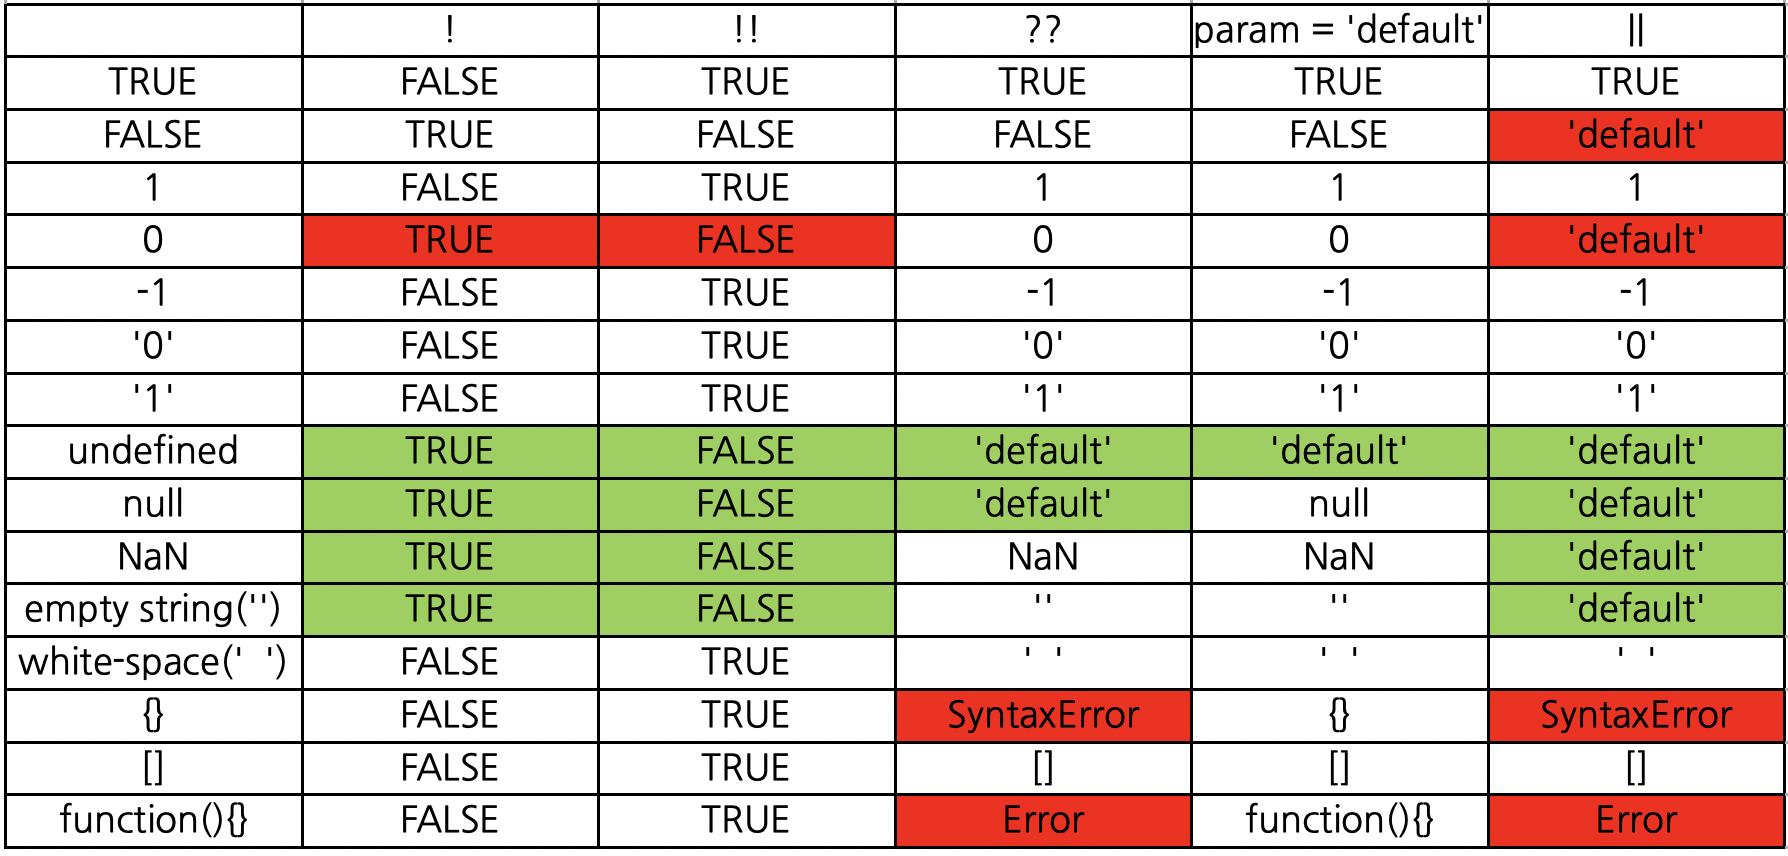 ! !! ?? param = 'default' ||
TRUE FALSE TRUE TRUE TRUE TRUE
FALSE TRUE FALSE FALSE FALSE 'default'
1 FALSE TRUE 1 1 1
0 TRUE FALSE 0 0 'default'
-1 FALSE TRUE -1 -1 -1
'0' FALSE TRUE '0' '0' '0'
'1' FALSE TRUE '1' '1' '1'
undefined TRUE FALSE 'default' 'default' 'default'
null TRUE FALSE 'default' null 'default'
NaN TRUE FALSE NaN NaN 'default'
empty string('') TRUE FALSE '' '' 'default'
white-space('  ') FALSE TRUE '  ' '  ' '  '
{} FALSE TRUE SyntaxError {} SyntaxError
[] FALSE TRUE [] [] []
function(){} FALSE TRUE Error function(){} Error